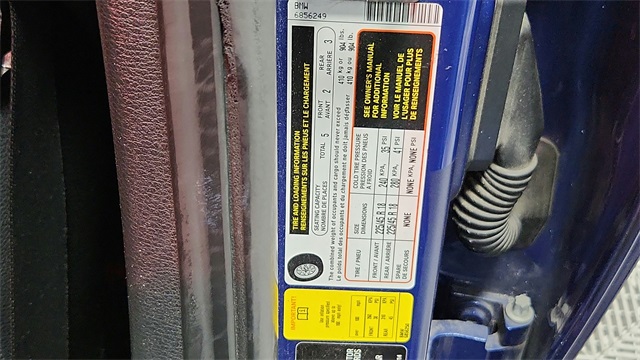 BMW
6856249
TIRE AND LOADING INFORMATION
RENSEIGNEMENTS SUR LES PNEUS ET LE CHARGEMENT
SEATING CAPACITY
NOMBRE DE PLACES
TOTAL 5
FRONT
AVANT 2
REAR
ARRIÈRE 3
The combined weight of occupants and cargo should never exceed
Le poids total des occupants et du chargement ne doit jamais dépasser
410 kg or 904 lbs.
410 kg ou 904 lb.
TIRE / PNEU
SIZE
DIMENSIONS
COLD TIRE PRESSURE
PRESSION DES PNEUS
A FROID
FRONT / AVANT 225/45 R 18 240 KPA, 35 PSI
REAR / ARRIÈRE 225/45 R 18 280 KPA, 41 PSI
SPARE
DE SECOURS NONE NONE KPA, NONE PSI
SEE OWNER'S MANUAL
FOR ADDITIONAL
INFORMATION
VOIR LE MANUEL DE
L'USAGER POUR PLUS
DE RENSEIGNEMENTS
IMPORTANT!